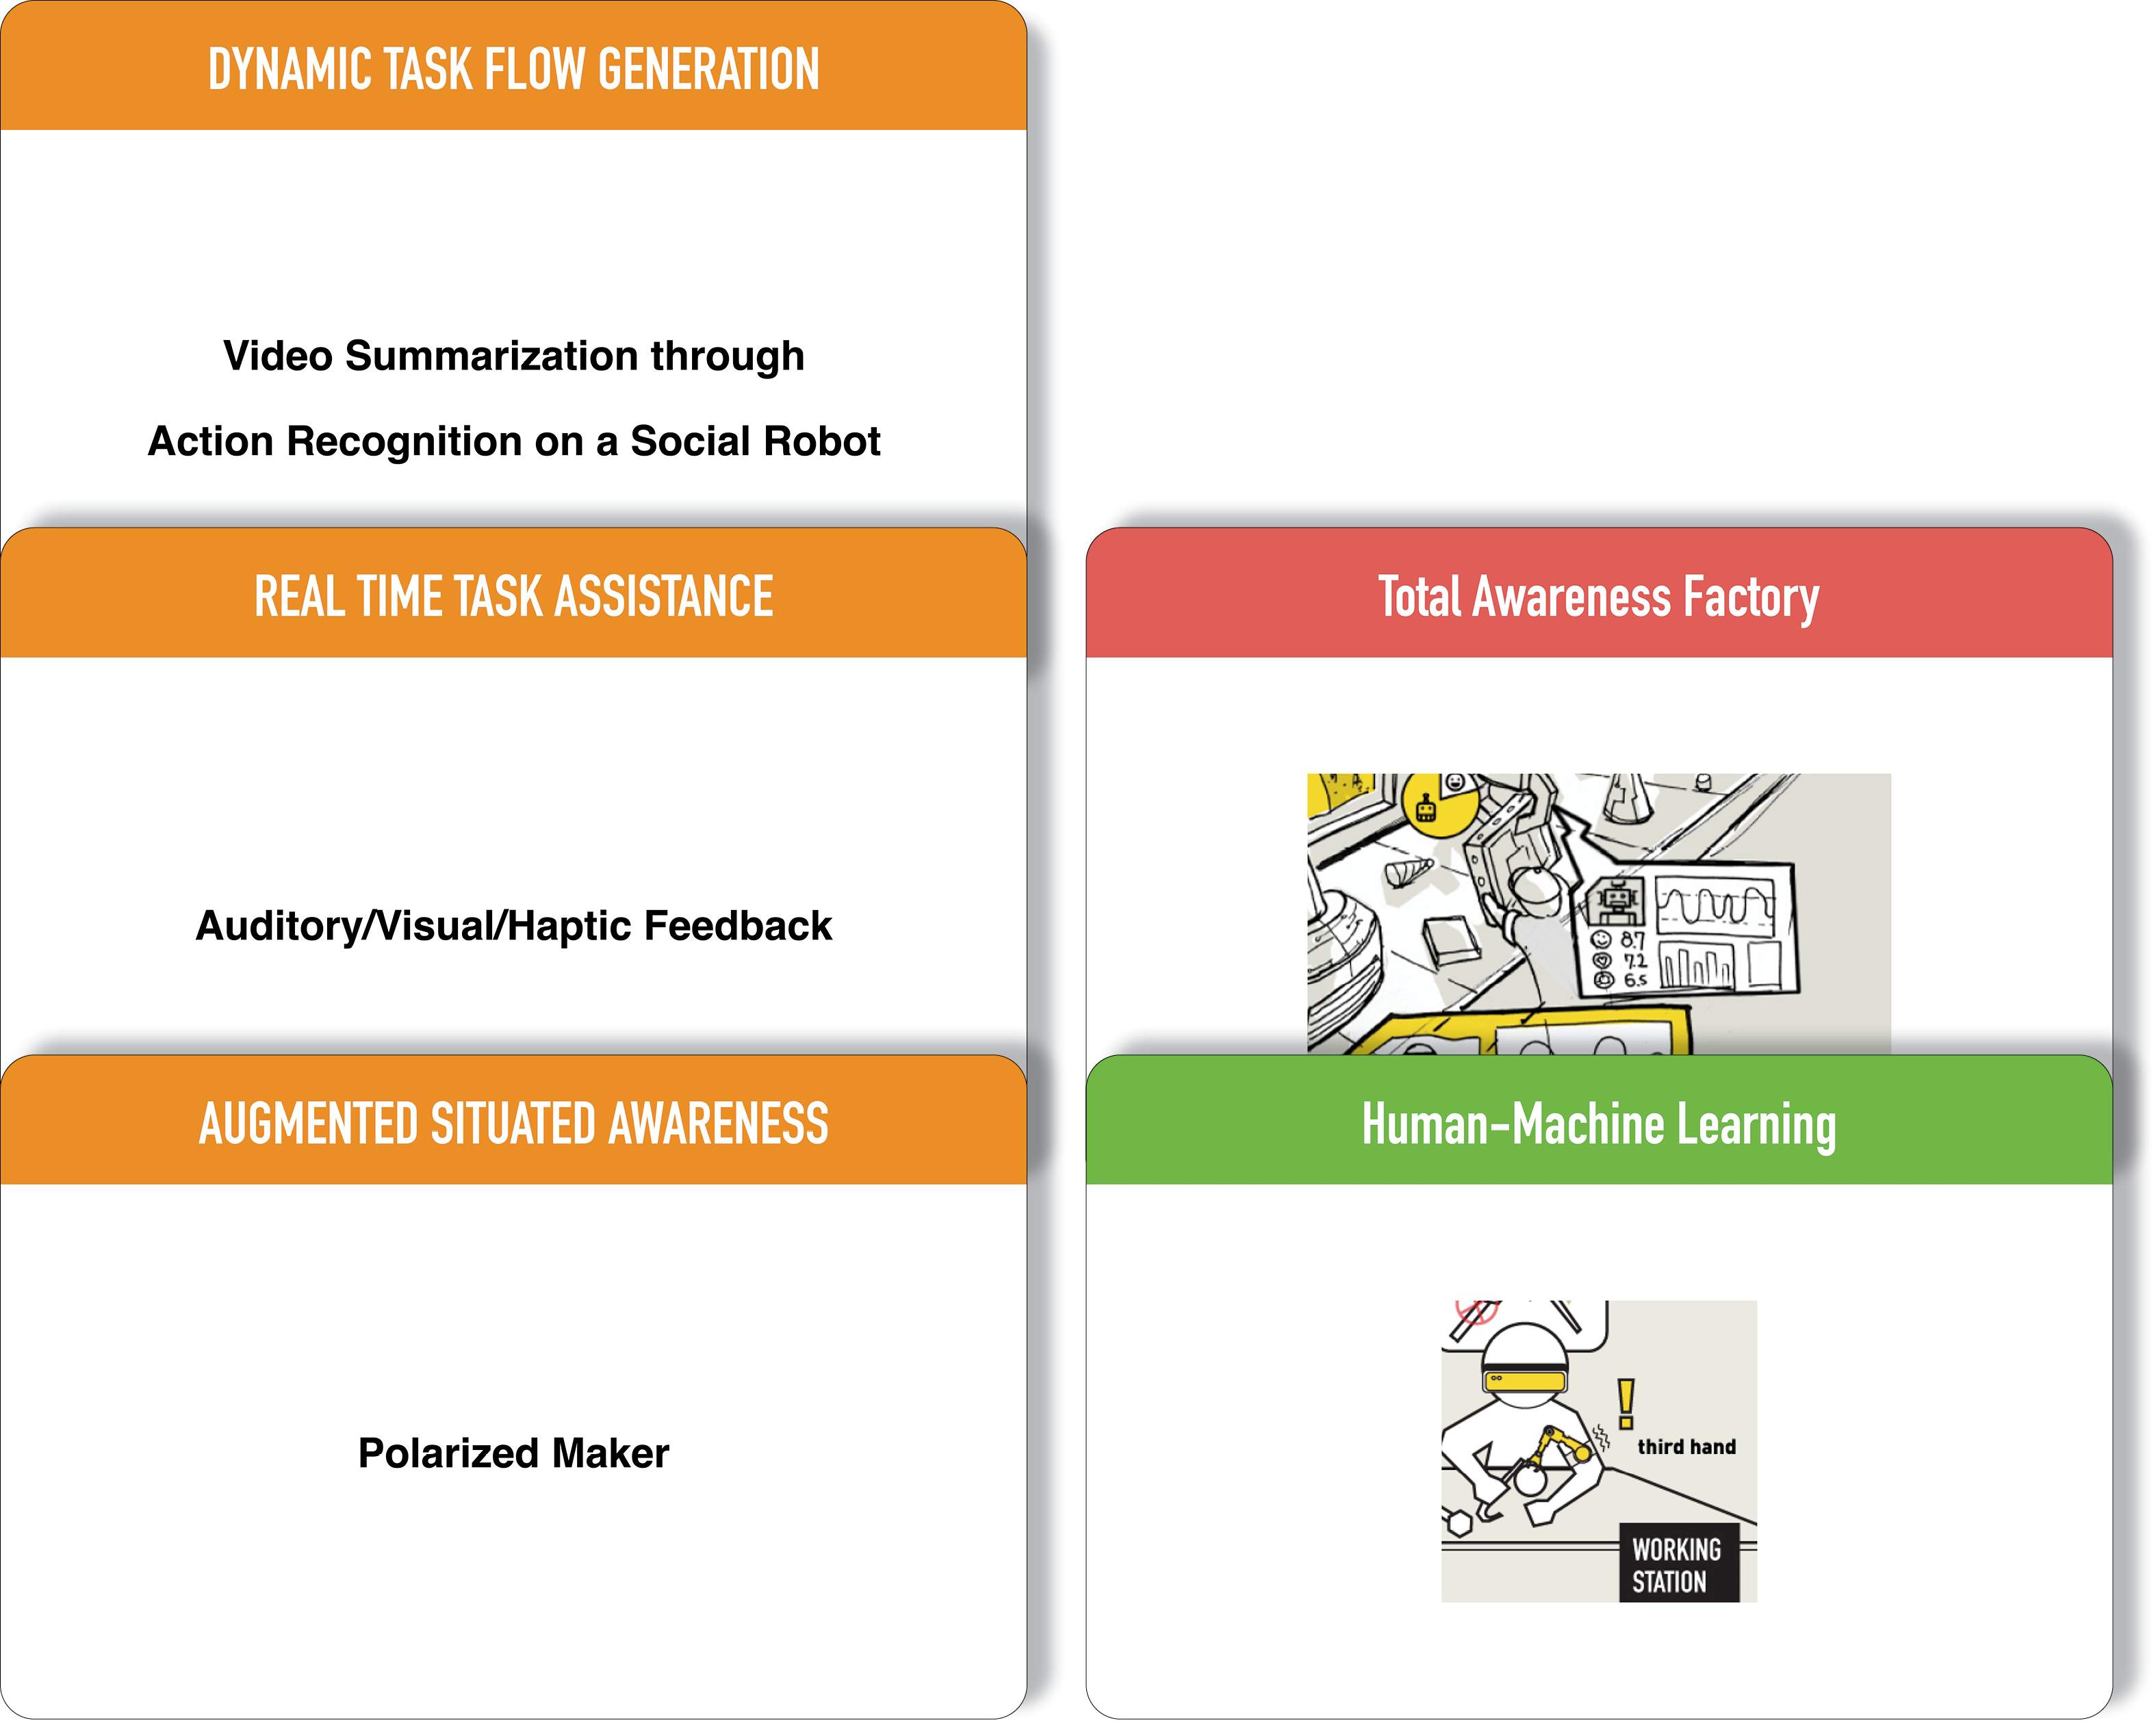 DYNAMIC TASK FLOW GENERATION
Video Summarization through
Action Recognition on a Social Robot
REAL TIME TASK ASSISTANCE
Auditory/Visual/Haptic Feedback
AUGMENTED SITUATED AWARENESS
Polarized Maker
Total Awareness Factory
8.7
7.2
6.5
Human-Machine Learning
!
third hand
WORKING
STATION